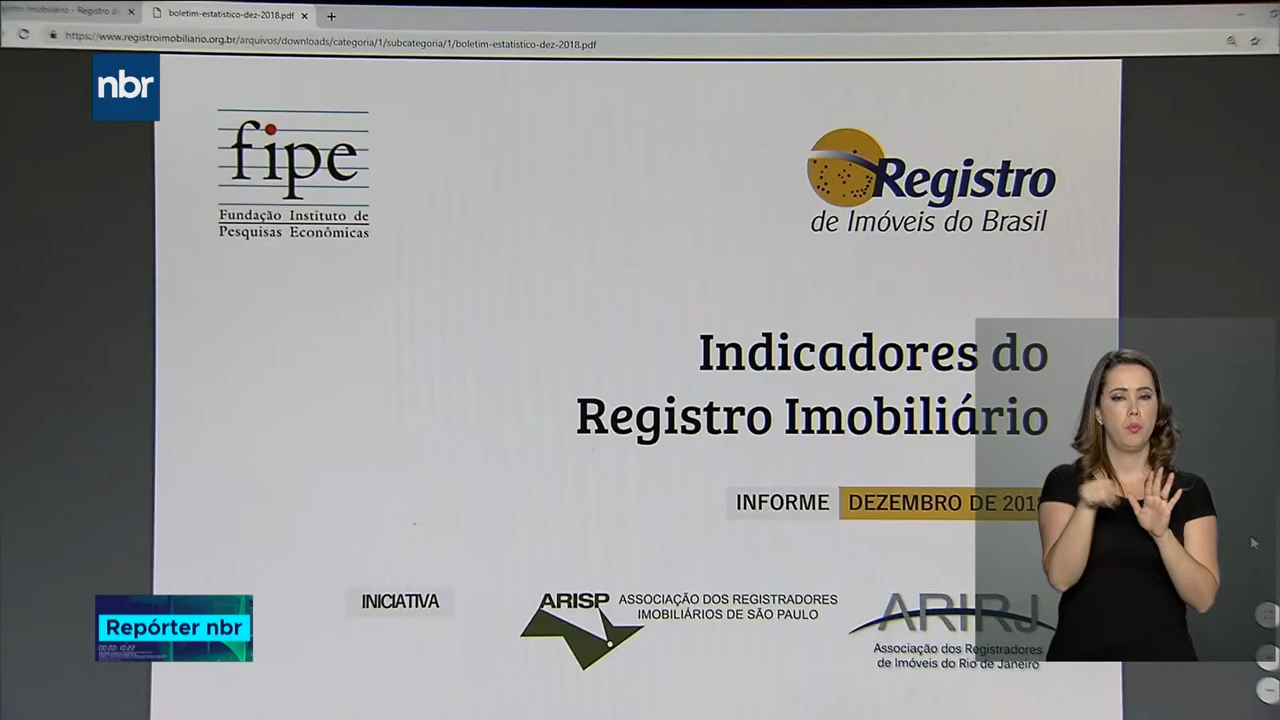 boletim-estatistico-dez-2018.pdf
https://www.registroimobiliario.org.br/arquivos/downloads/categoria/1/subcategoria/1/boletim-estatistico-dez-2018.pdf
nbr
fipe
Fundação Instituto de
Pesquisas Econômicas
Registro
de Imóveis do Brasil
Indicadores do
Registro Imobiliário
INFORME DEZEMBRO DE 2018
INICIATIVA
ARISP ASSOCIAÇÃO DOS REGISTRADORES
IMOBILIÁRIOS DE SÃO PAULO
ARIRJ
Associação dos Registradores
de Imóveis do Rio de Janeiro
Repórter nbr